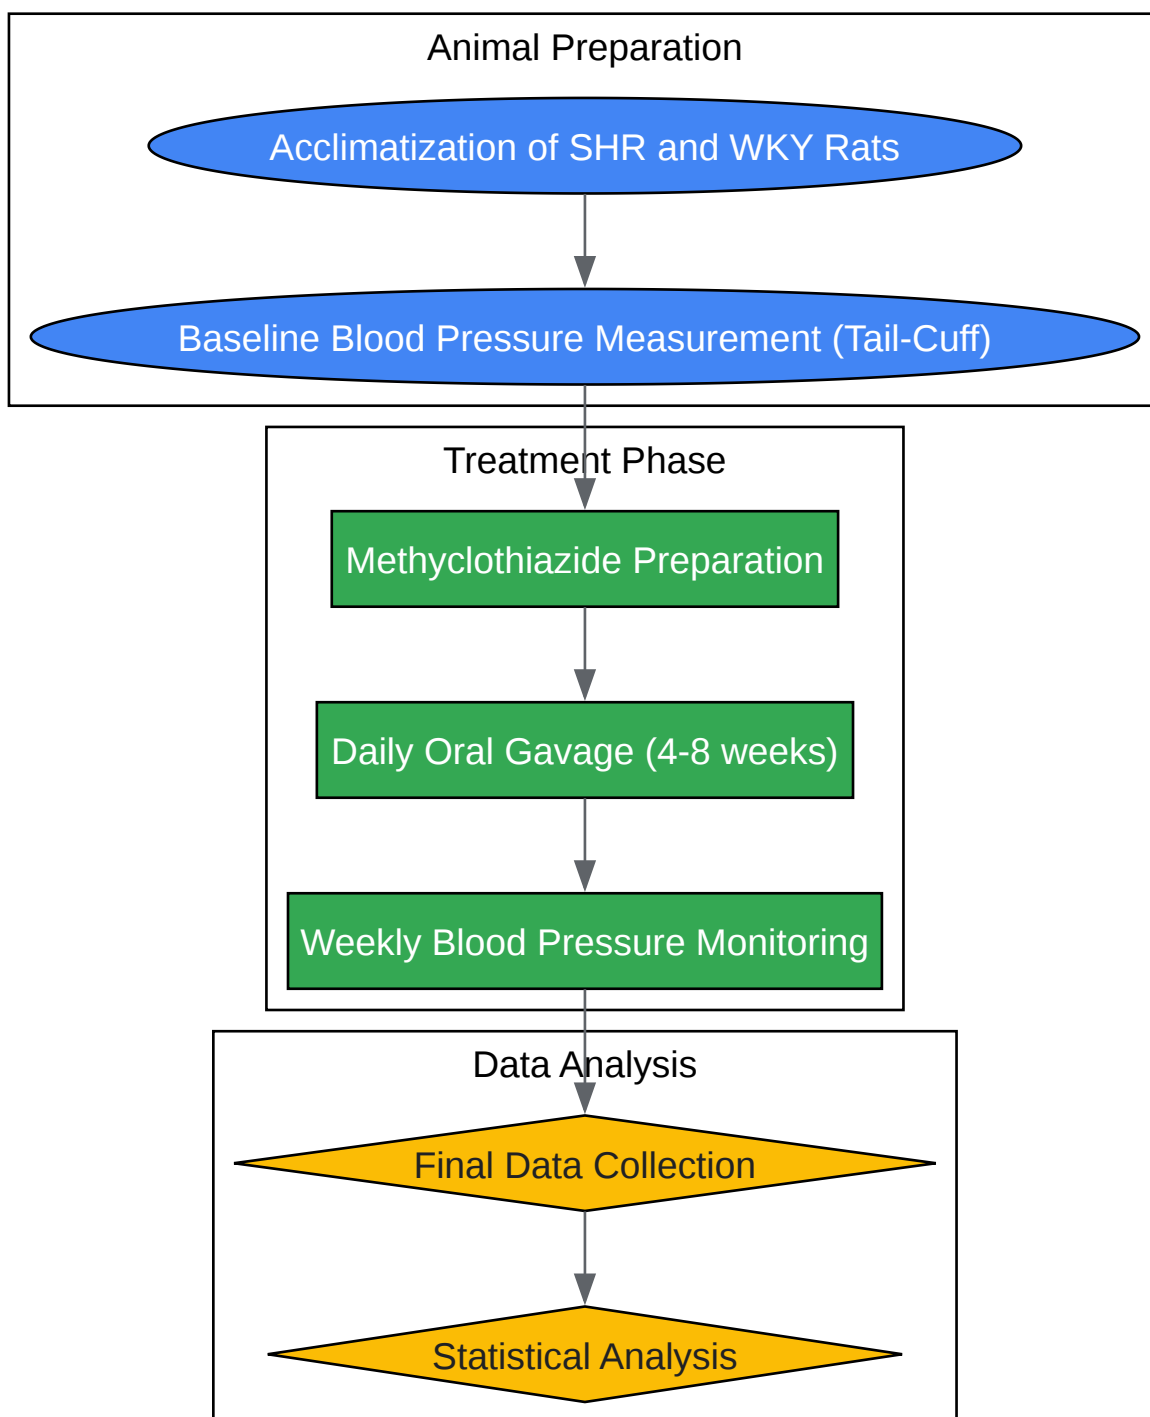 Animal Preparation
Acclimatization of SHR and WKY Rats
Baseline Blood Pressure Measurement (Tail-Cuff)
Treatment Phase
Methyclothiazide Preparation
Daily Oral Gavage (4-8 weeks)
Weekly Blood Pressure Monitoring
Data Analysis
Final Data Collection
Statistical Analysis